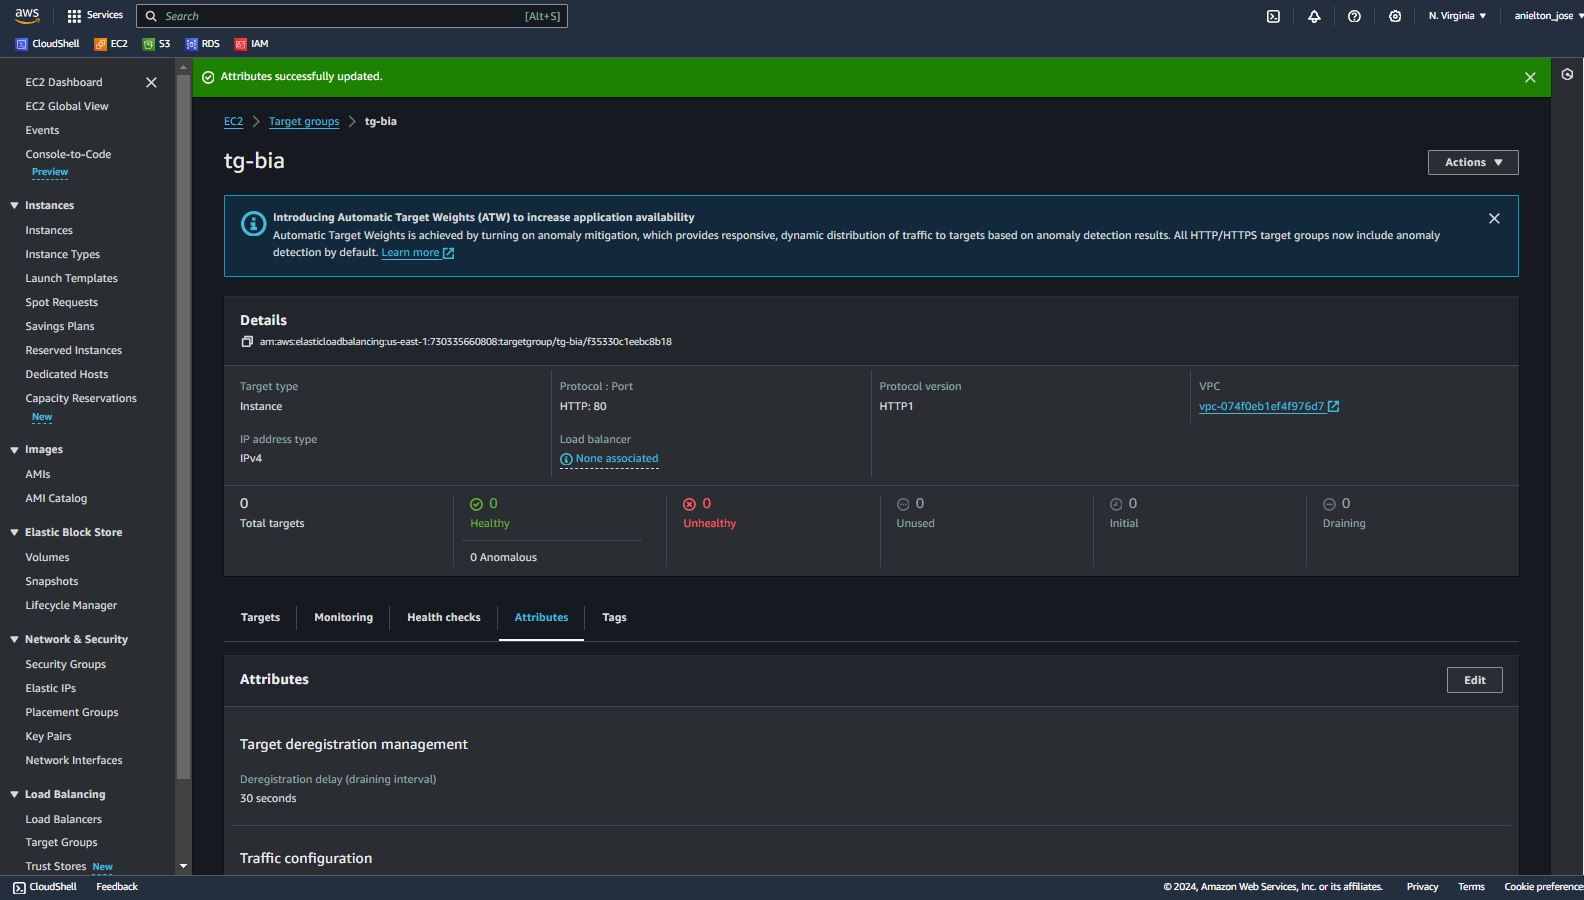 aws
Services
Search
[Alt+S]
N. Virginia
anielton_jose
CloudShell
EC2
S3
RDS
IAM
EC2 Dashboard
EC2 Global View
Events
Console-to-Code
Preview
Instances
Instances
Instance Types
Launch Templates
Spot Requests
Savings Plans
Reserved Instances
Dedicated Hosts
Capacity Reservations
New
Images
AMIs
AMI Catalog
Elastic Block Store
Volumes
Snapshots
Lifecycle Manager
Network & Security
Security Groups
Elastic IPs
Placement Groups
Key Pairs
Network Interfaces
Load Balancing
Load Balancers
Target Groups
Trust Stores New
Attributes successfully updated.
EC2 > Target groups > tg-bia
tg-bia
Actions
Introducing Automatic Target Weights (ATW) to increase application availability
Automatic Target Weights is achieved by turning on anomaly mitigation, which provides responsive, dynamic distribution of traffic to targets based on anomaly detection results. All HTTP/HTTPS target groups now include anomaly
detection by default. Learn more
Details
arn:aws:elasticloadbalancing:us-east-1:730335660808:targetgroup/tg-bia/f35330c1eebc8b18
Target type
Instance
Protocol : Port
HTTP: 80
Protocol version
HTTP1
VPC
vpc-074f0eb1ef4f976d7
IP address type
IPv4
Load balancer
None associated
0
Total targets
0
Healthy
0 Anomalous
0
Unhealthy
0
Unused
0
Initial
0
Draining
Targets
Monitoring
Health checks
Attributes
Tags
Attributes
Edit
Target deregistration management
Deregistration delay (draining interval)
30 seconds
Traffic configuration
CloudShell
Feedback
© 2024, Amazon Web Services, Inc. or its affiliates.
Privacy
Terms
Cookie preferences